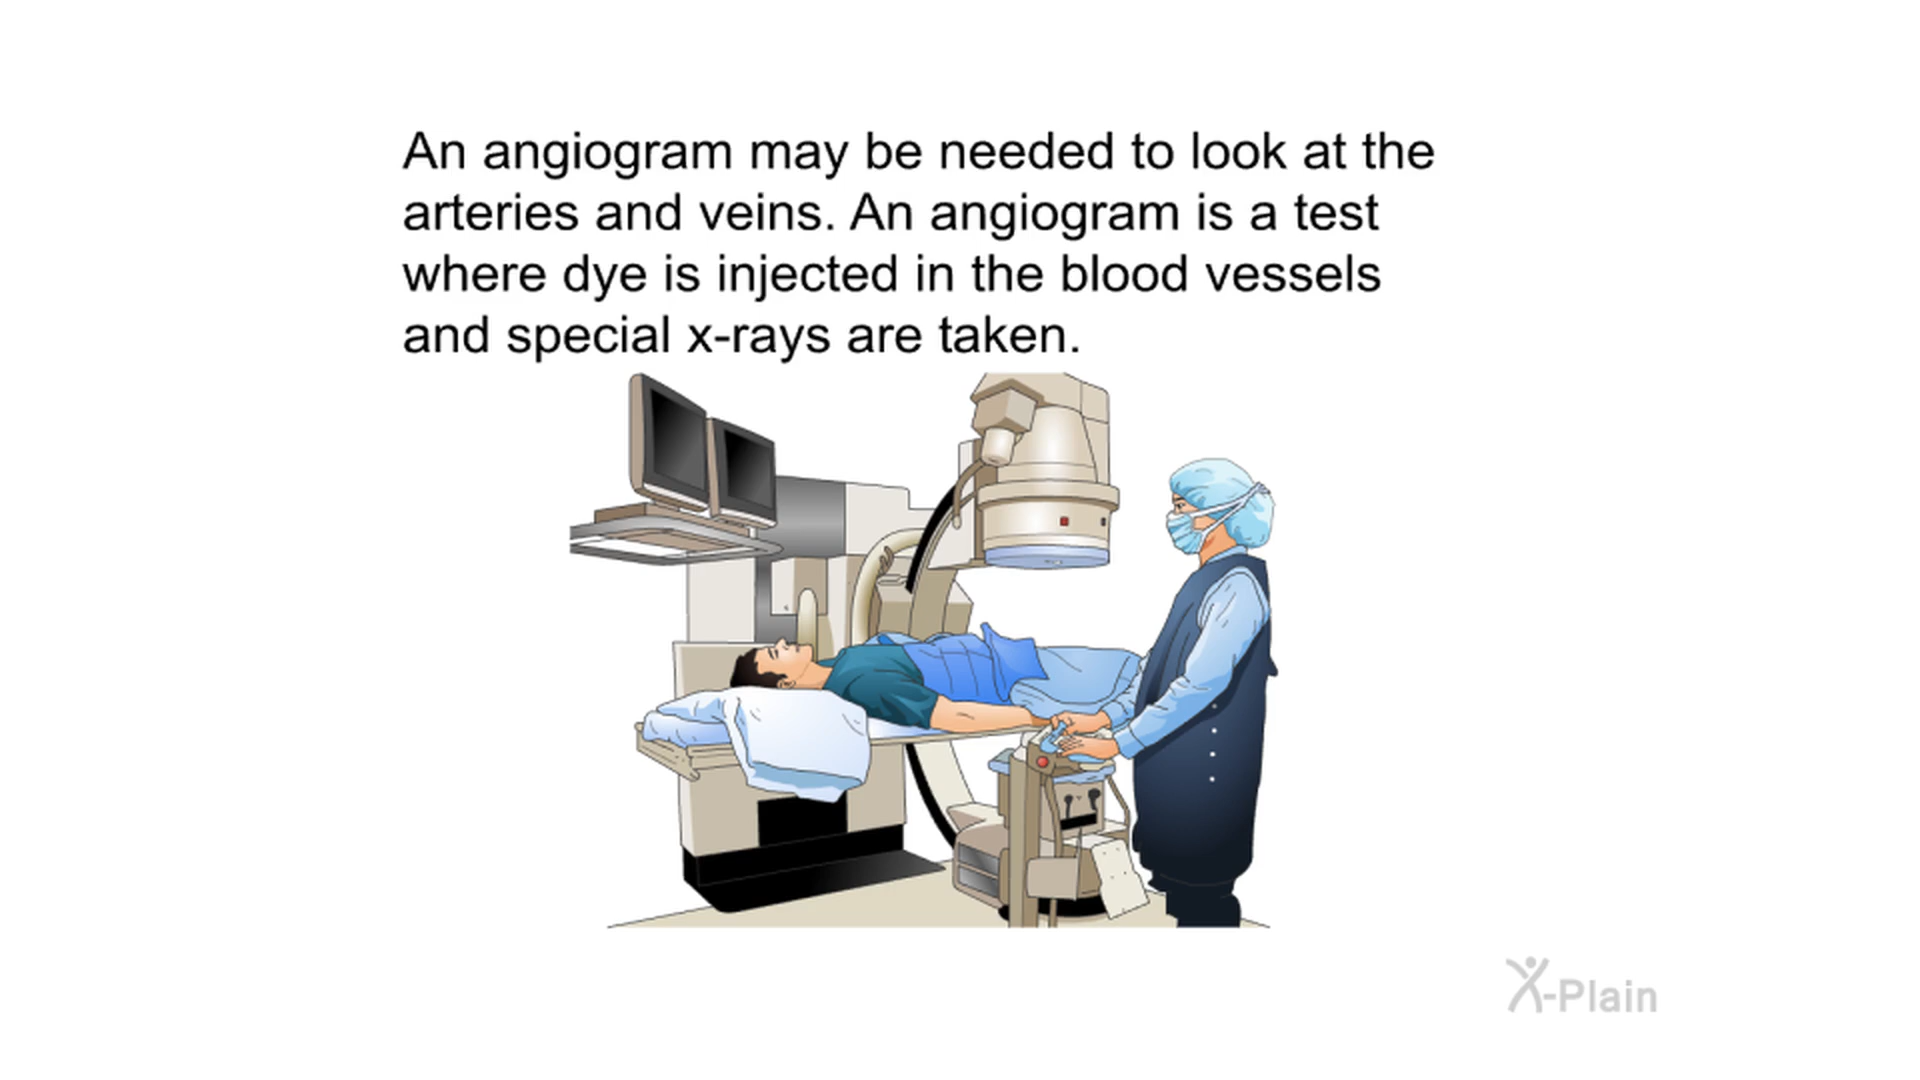 An angiogram may be needed to look at the
arteries and veins. An angiogram is a test
where dye is injected in the blood vessels
and special x-rays are taken.
X-Plain